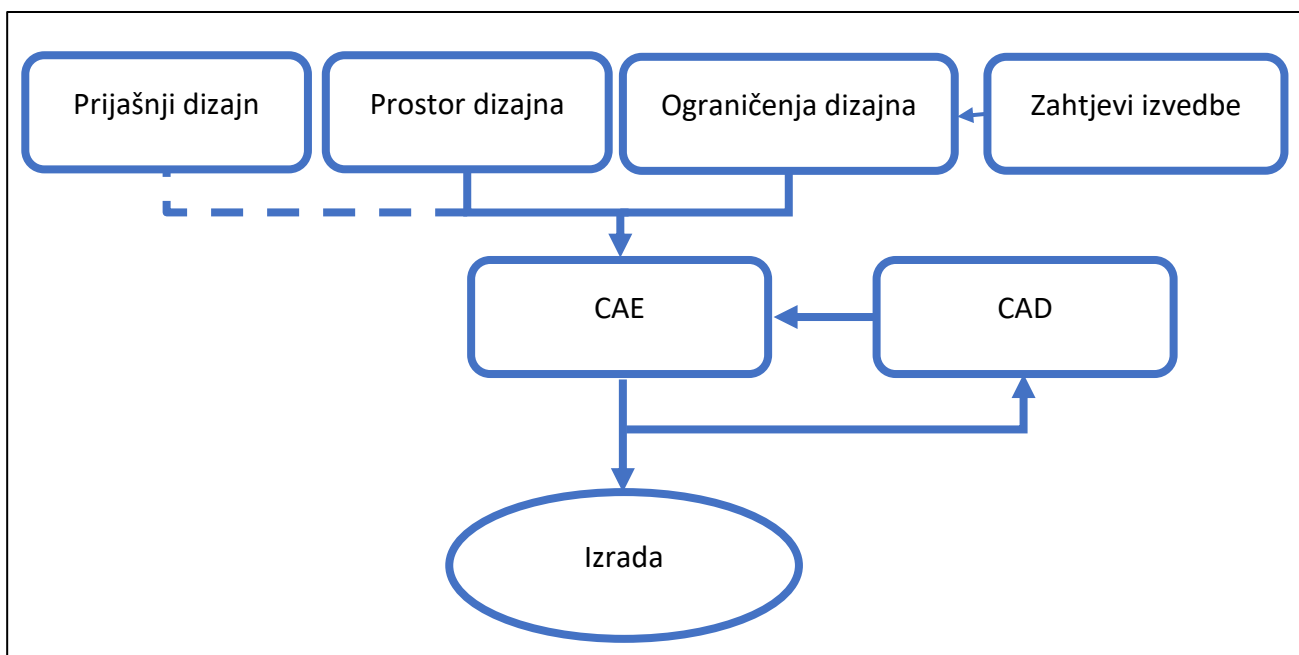 Prijašnji dizajn
Prostor dizajna
Ograničenja dizajna
Zahtjevi izvedbe
CAE
CAD
Izrada